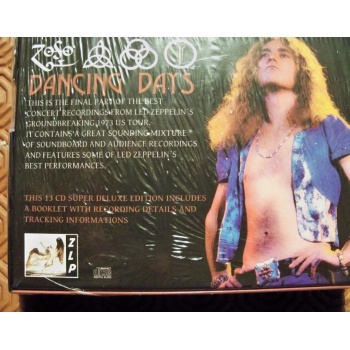 DANCING DAYS
THIS IS THE FINAL PART OF THE BEST
CONCERT RECORDINGS FROM LED ZEPPELIN'S
GROUNDBREAKING 1973 US TOUR.
IT CONTAINS A GREAT SOUNDING MIXTURE
OF SOUNDBOARD AND AUDIENCE RECORDINGS
AND FEATURES SOME OF LED ZEPPELIN'S
BEST PERFORMANCES.
THIS 13 CD SUPER DELUXE EDITION INCLUDES
A BOOKLET WITH RECORDING DETAILS AND
TRACKING INFORMATIONS
ZLP